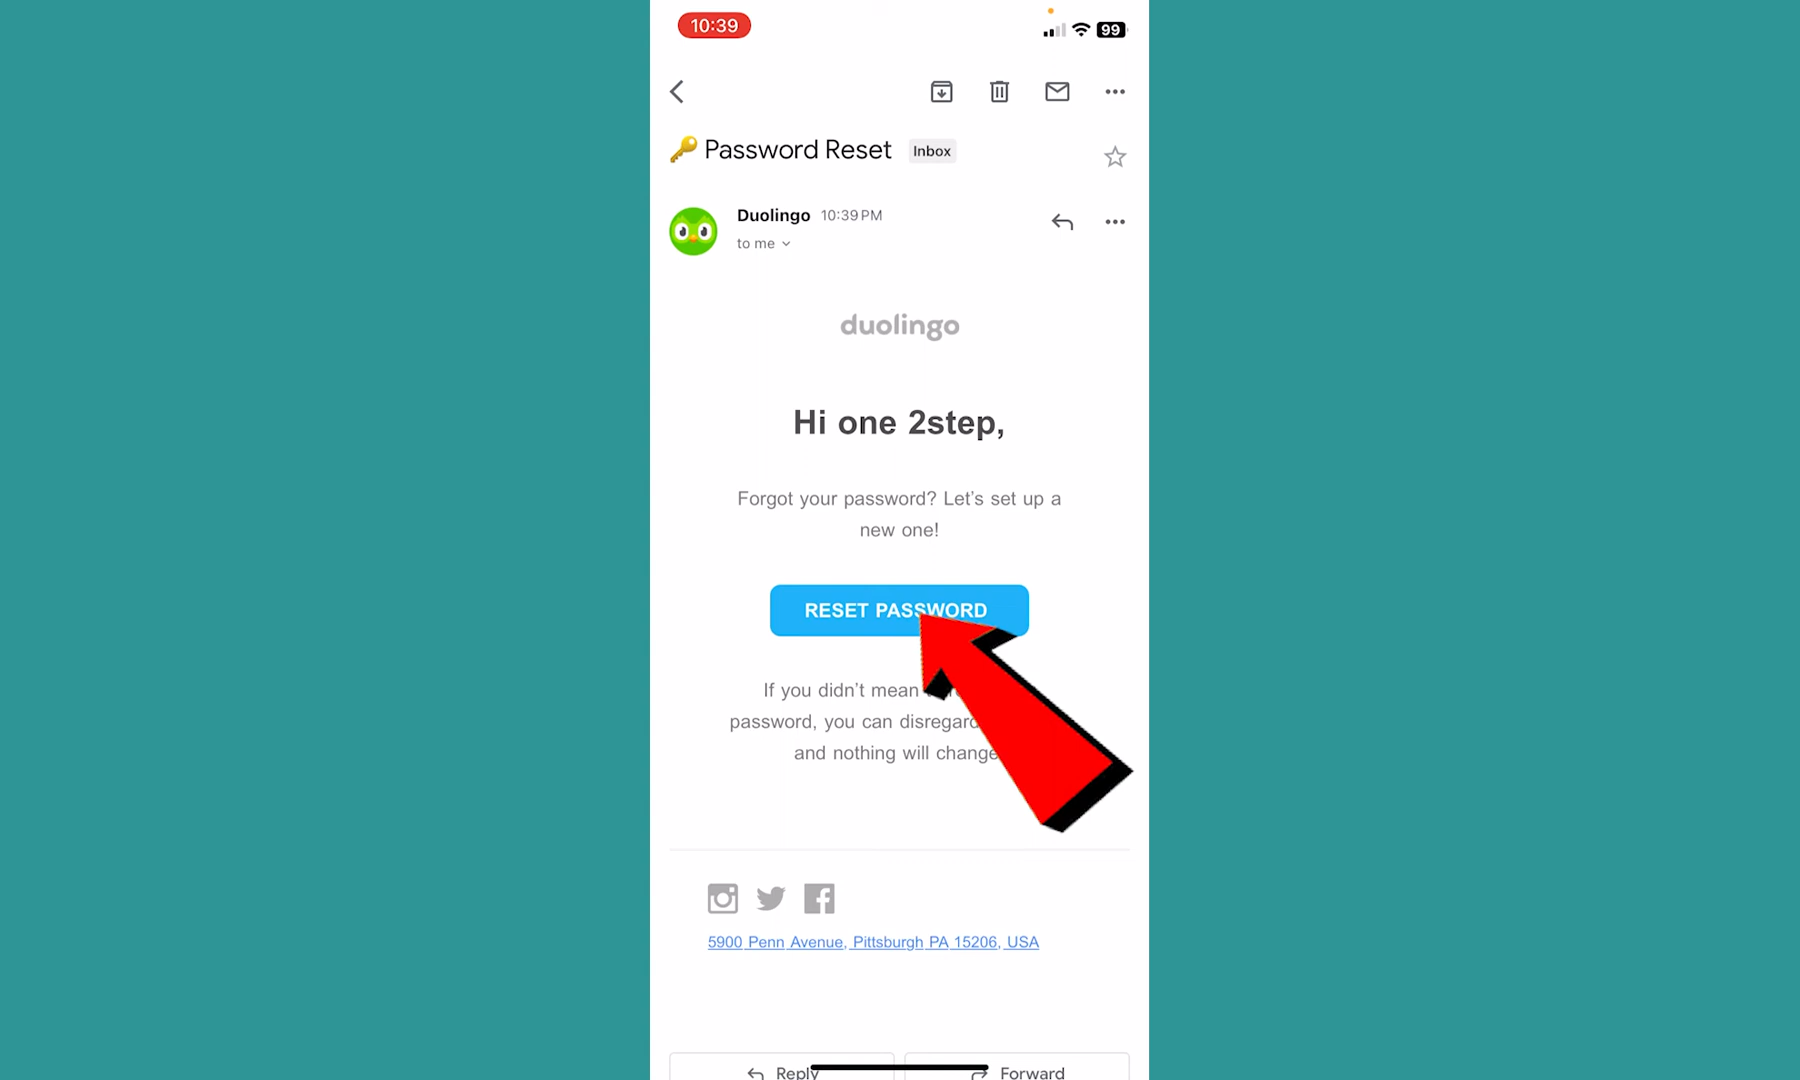 10:39
99
🔑 Password Reset Inbox
Duolingo 10:39 PM
to me
duolingo
Hi one 2step,
Forgot your password? Let's set up a
new one!
RESET PASSWORD
If you didn't mean
password, you can disregard
and nothing will change
5900 Penn Avenue, Pittsburgh PA 15206, USA
Reply Forward